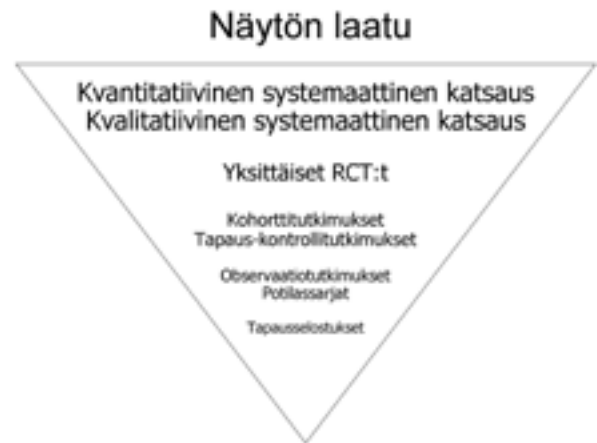 Näytön laatu
Kvantitatiivinen systemaattinen katsaus
Kvalitatiivinen systemaattinen katsaus
Yksittäiset RCT:t
Kohorttitutkimukset
Tapaus-kontrollitutkimukset
Observaatiotutkimukset
Potilassarjat
Tapausselostukset